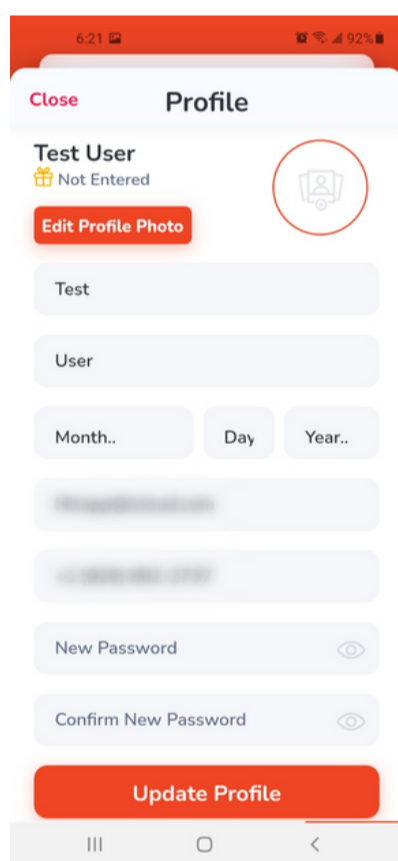 6:21 92%
Close Profile
Test User
Not Entered
Edit Profile Photo
Test
User
Month.. Day Year..
New Password
Confirm New Password
Update Profile